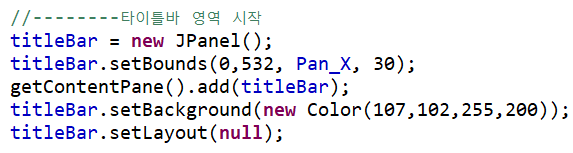 //--------타이틀바 영역 시작
titleBar = new JPanel();
titleBar.setBounds(0,532, Pan_X, 30);
getContentPane().add(titleBar);
titleBar.setBackground(new Color(107,102,255,200));
titleBar.setLayout(null);